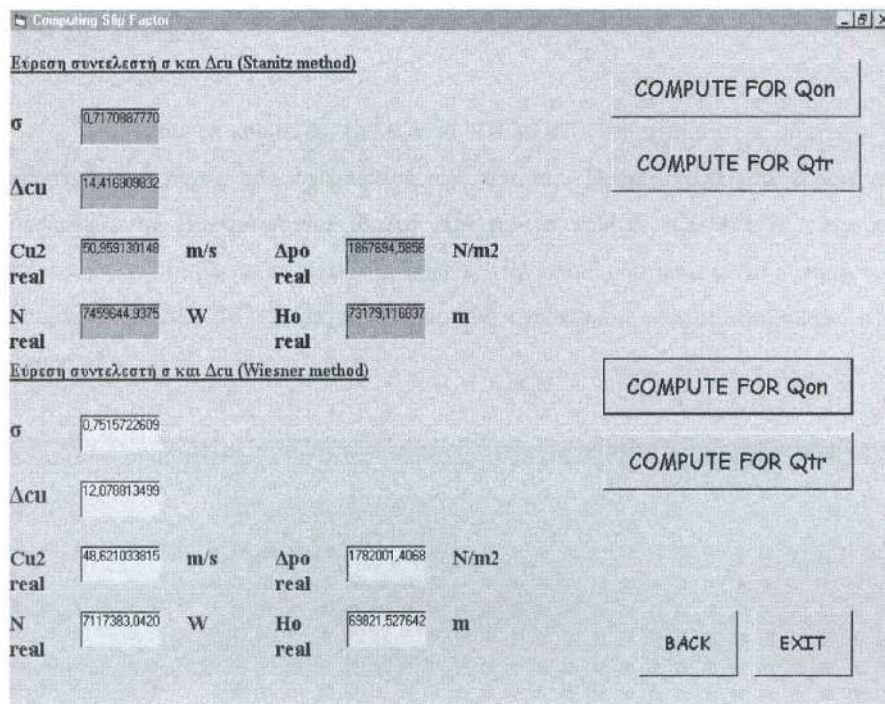 Computing Slip Factor
Εύρεση συντελεστή σ και Δcu (Stanitz method)
COMPUTE FOR Qon
σ 0,7170887770
COMPUTE FOR Qtr
Δcu 14,416909832
Cu2 real 50,959130148 m/s Δpo real 1867694,5856 N/m2
N real 7459644,9375 W Ho real 73179,116837 m
Εύρεση συντελεστή σ και Δcu (Wiesner method)
COMPUTE FOR Qon
σ 0,7515722609
COMPUTE FOR Qtr
Δcu 12,078813499
Cu2 real 48,621033815 m/s Δpo real 1782001,4068 N/m2
N real 7117383,0420 W Ho real 69821,527642 m
BACK EXIT